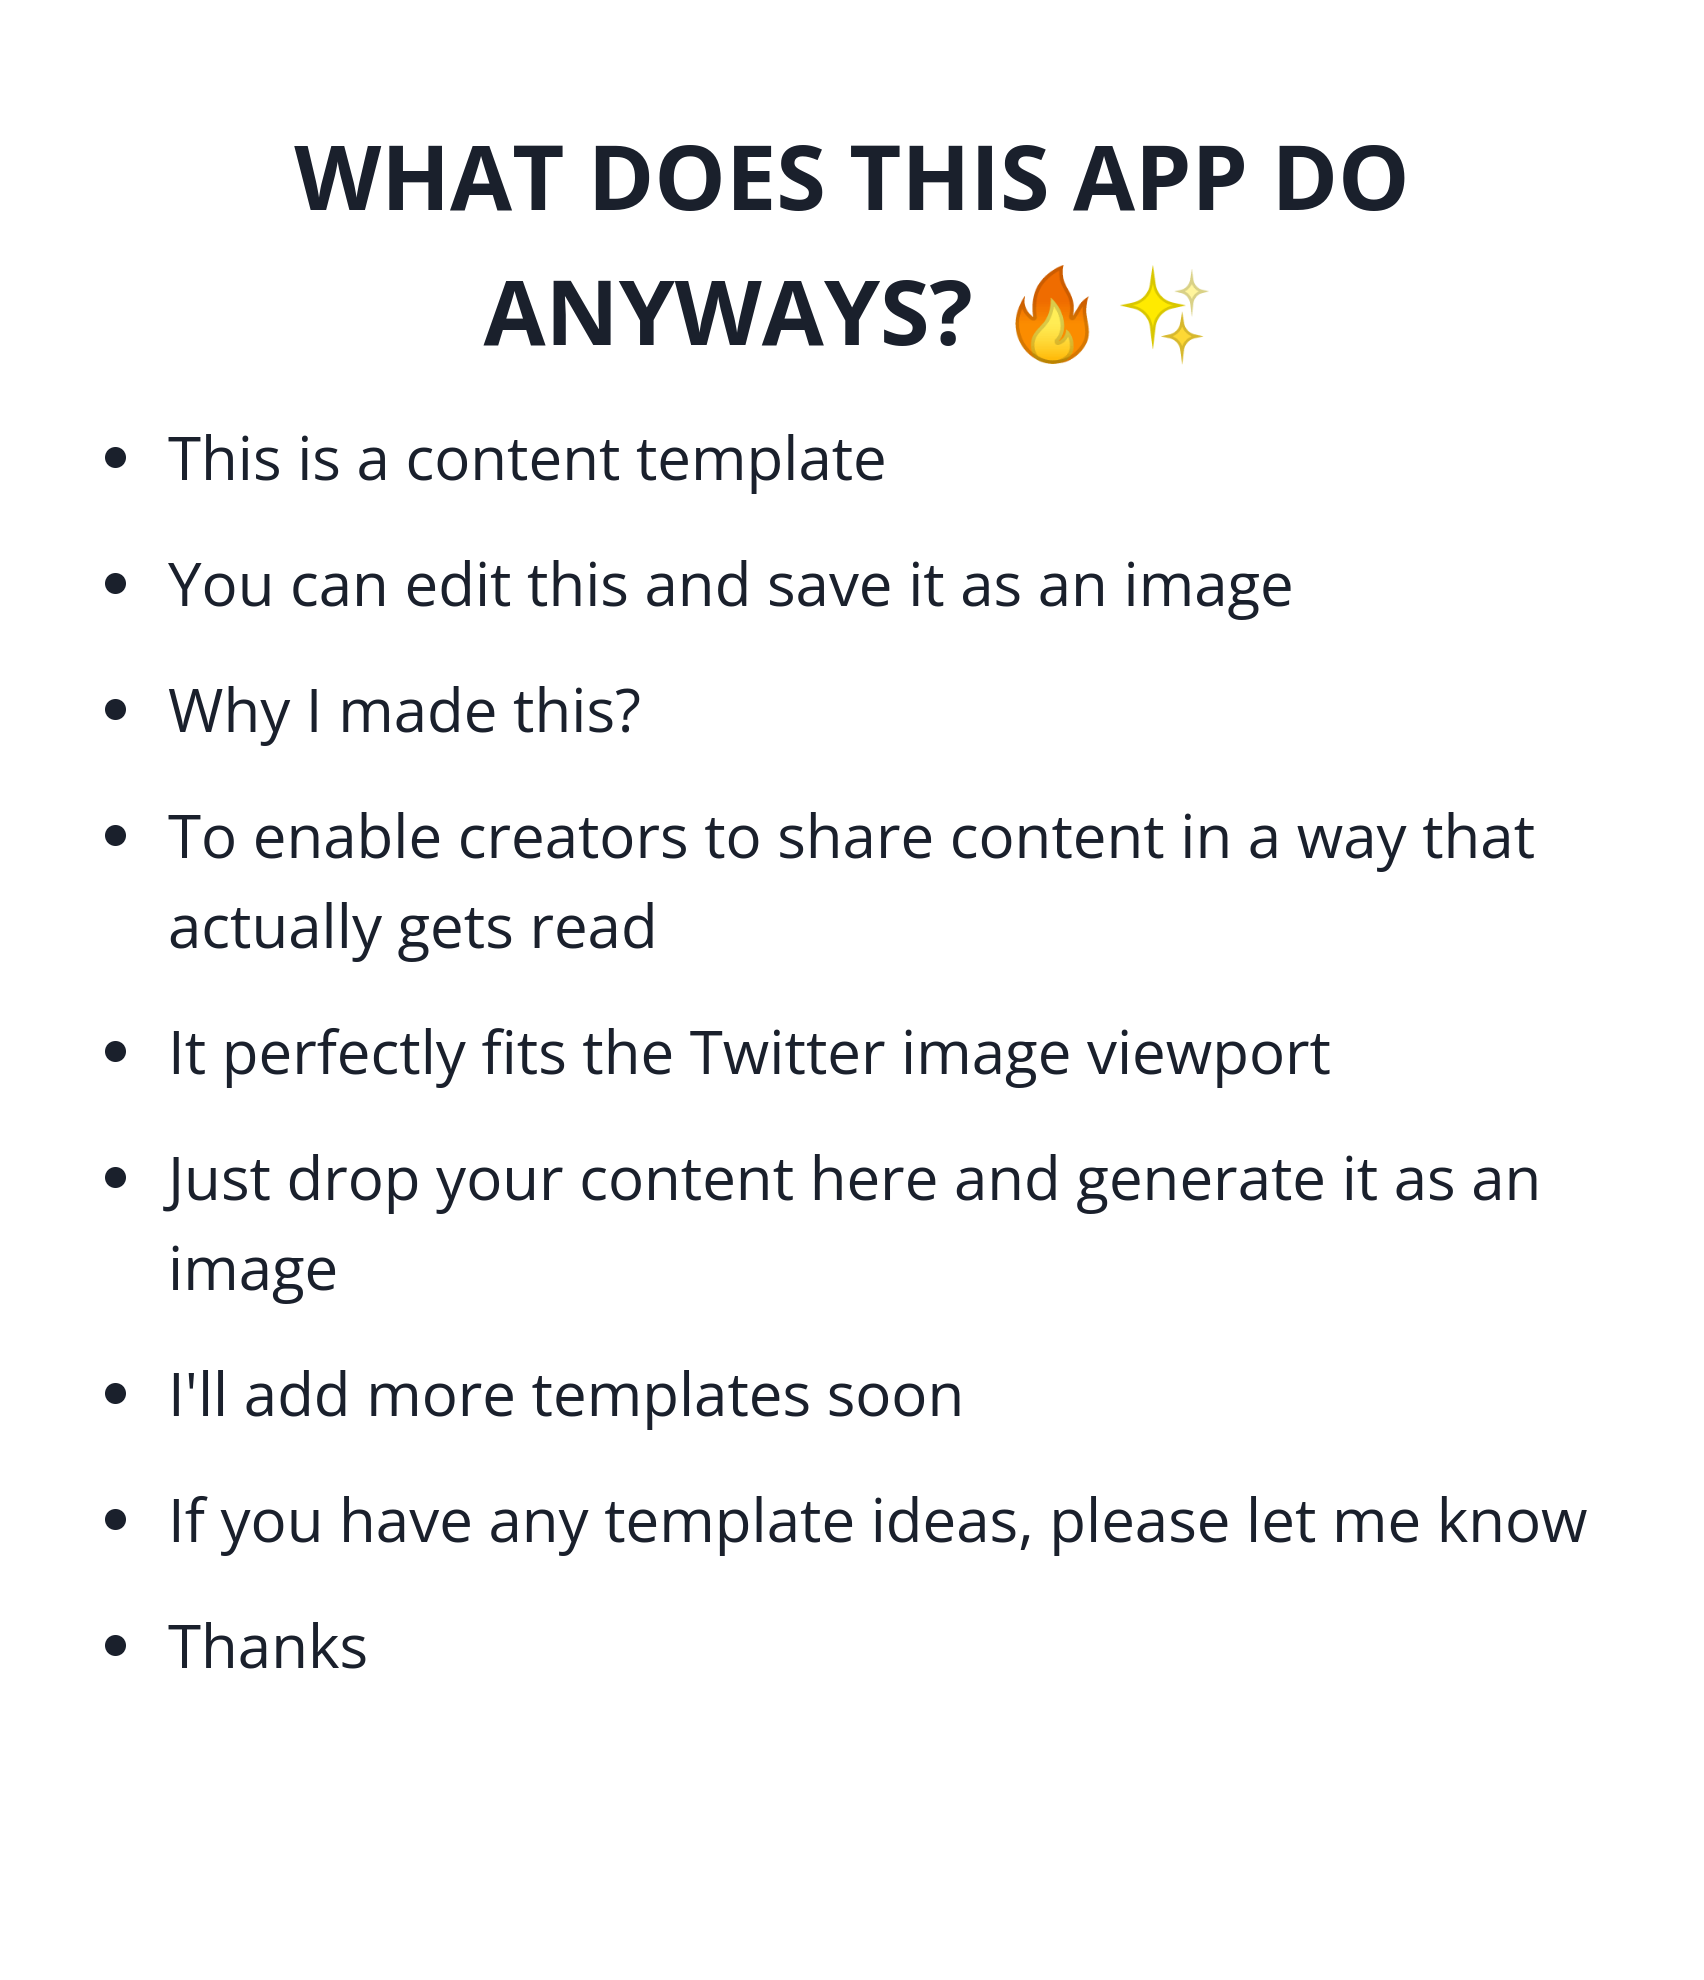 WHAT DOES THIS APP DO
ANYWAYS? 🔥✨
• This is a content template
• You can edit this and save it as an image
• Why I made this?
• To enable creators to share content in a way that
actually gets read
• It perfectly fits the Twitter image viewport
• Just drop your content here and generate it as an
image
• I'll add more templates soon
• If you have any template ideas, please let me know
• Thanks